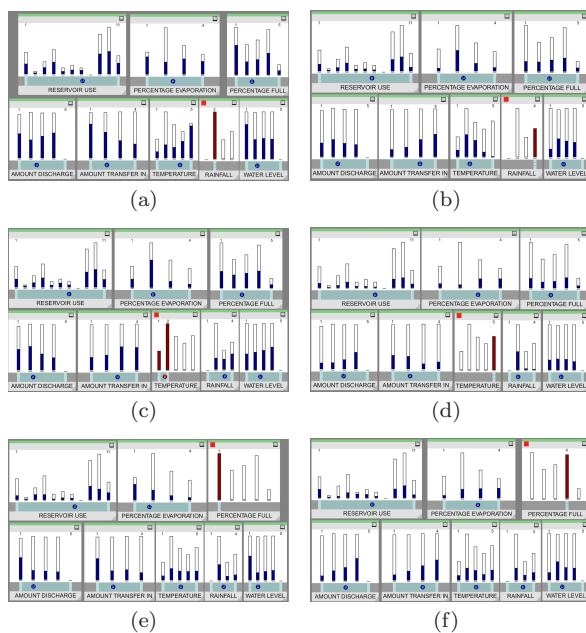 1 11 1 4 1 5
RESERVOIR USE PERCENTAGE EVAPORATION PERCENTAGE FULL
1 5 1 4 1 5 1 4 1 5
AMOUNT DISCHARGE AMOUNT TRANSFER IN TEMPERATURE RAINFALL WATER LEVEL
(a)
1 11 1 4 1 5
RESERVOIR USE PERCENTAGE EVAPORATION PERCENTAGE FULL
1 5 1 4 1 5 1 4 1 5
AMOUNT DISCHARGE AMOUNT TRANSFER IN TEMPERATURE RAINFALL WATER LEVEL
(b)
1 11 1 4 1 5
RESERVOIR USE PERCENTAGE EVAPORATION PERCENTAGE FULL
1 5 1 4 1 5 1 4 1 5
AMOUNT DISCHARGE AMOUNT TRANSFER IN TEMPERATURE RAINFALL WATER LEVEL
(c)
1 11 1 4 1 5
RESERVOIR USE PERCENTAGE EVAPORATION PERCENTAGE FULL
1 5 1 4 1 5 1 4 1 5
AMOUNT DISCHARGE AMOUNT TRANSFER IN TEMPERATURE RAINFALL WATER LEVEL
(d)
1 11 1 4 1 5
RESERVOIR USE PERCENTAGE EVAPORATION PERCENTAGE FULL
1 5 1 4 1 5 1 4 1 5
AMOUNT DISCHARGE AMOUNT TRANSFER IN TEMPERATURE RAINFALL WATER LEVEL
(e)
1 11 1 4 1 4
RESERVOIR USE PERCENTAGE EVAPORATION PERCENTAGE FULL
1 5 1 4 1 5 1 4 1 5
AMOUNT DISCHARGE AMOUNT TRANSFER IN TEMPERATURE RAINFALL WATER LEVEL
(f)